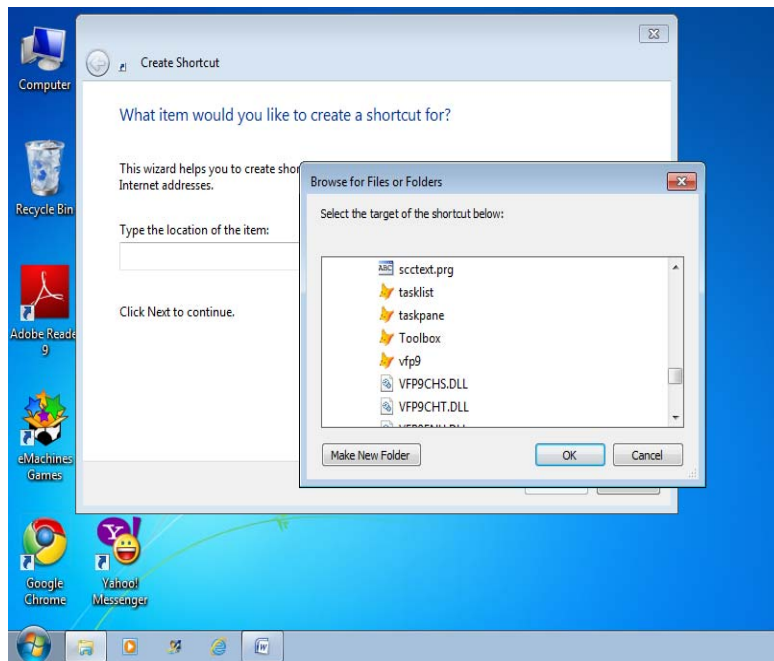 Computer
Recycle Bin
Adobe Reade
9
eMachines
Games
Google
Chrome
Yahoo!
Messenger
Create Shortcut
What item would you like to create a shortcut for?
This wizard helps you to create shor
Internet addresses.
Type the location of the item:
Click Next to continue.
Browse for Files or Folders
Select the target of the shortcut below:
scctext.prg
tasklist
taskpane
Toolbox
vfp9
VFP9CHS.DLL
VFP9CHT.DLL
Make New Folder
OK
Cancel